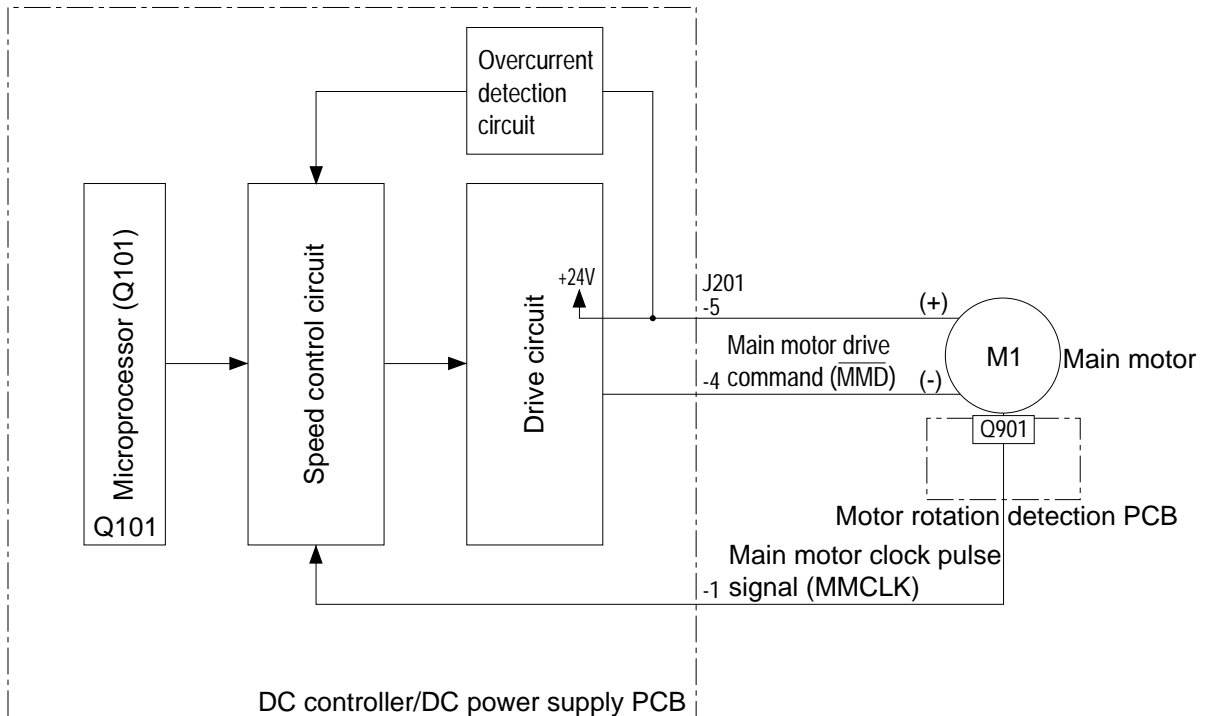 Overcurrent
detection
circuit
Microprocessor (Q101)
Q101
Speed control circuit
Drive circuit
+24V
J201
-5
(+)
Main motor drive
-4 command (M̅M̅D̅)
(-)
M1
Main motor
Q901
Motor rotation detection PCB
Main motor clock pulse
-1 signal (MMCLK)
DC controller/DC power supply PCB